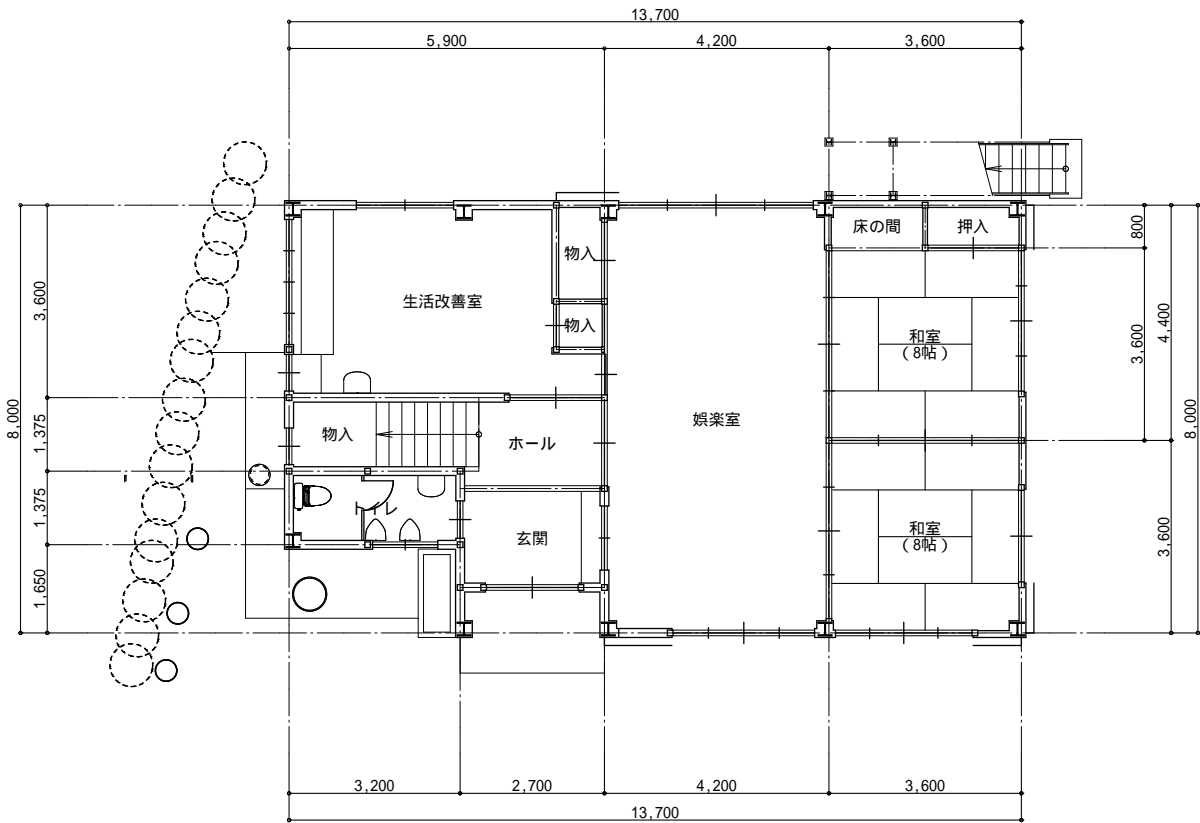 13,700
5,900
4,200
3,600
床の間
押入
800
物入
3,600
生活改善室
物入
和室
(8帖)
3,600
4,400
8,000
1,375
物入
ホール
娯楽室
8,000
1,375
トイレ
玄関
和室
(8帖)
3,600
1,650
3,200
2,700
4,200
3,600
13,700